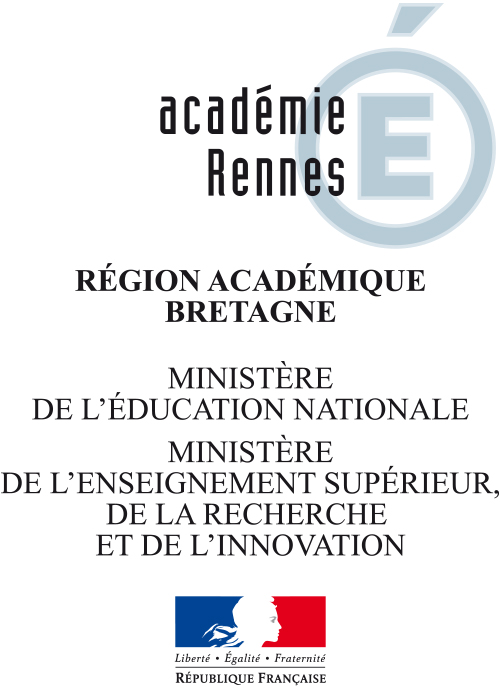 académie
Rennes
É
RÉGION ACADÉMIQUE
BRETAGNE
MINISTÈRE
DE L’ÉDUCATION NATIONALE
MINISTÈRE
DE L’ENSEIGNEMENT SUPÉRIEUR,
DE LA RECHERCHE
ET DE L’INNOVATION
Liberté • Égalité • Fraternité
RÉPUBLIQUE FRANÇAISE